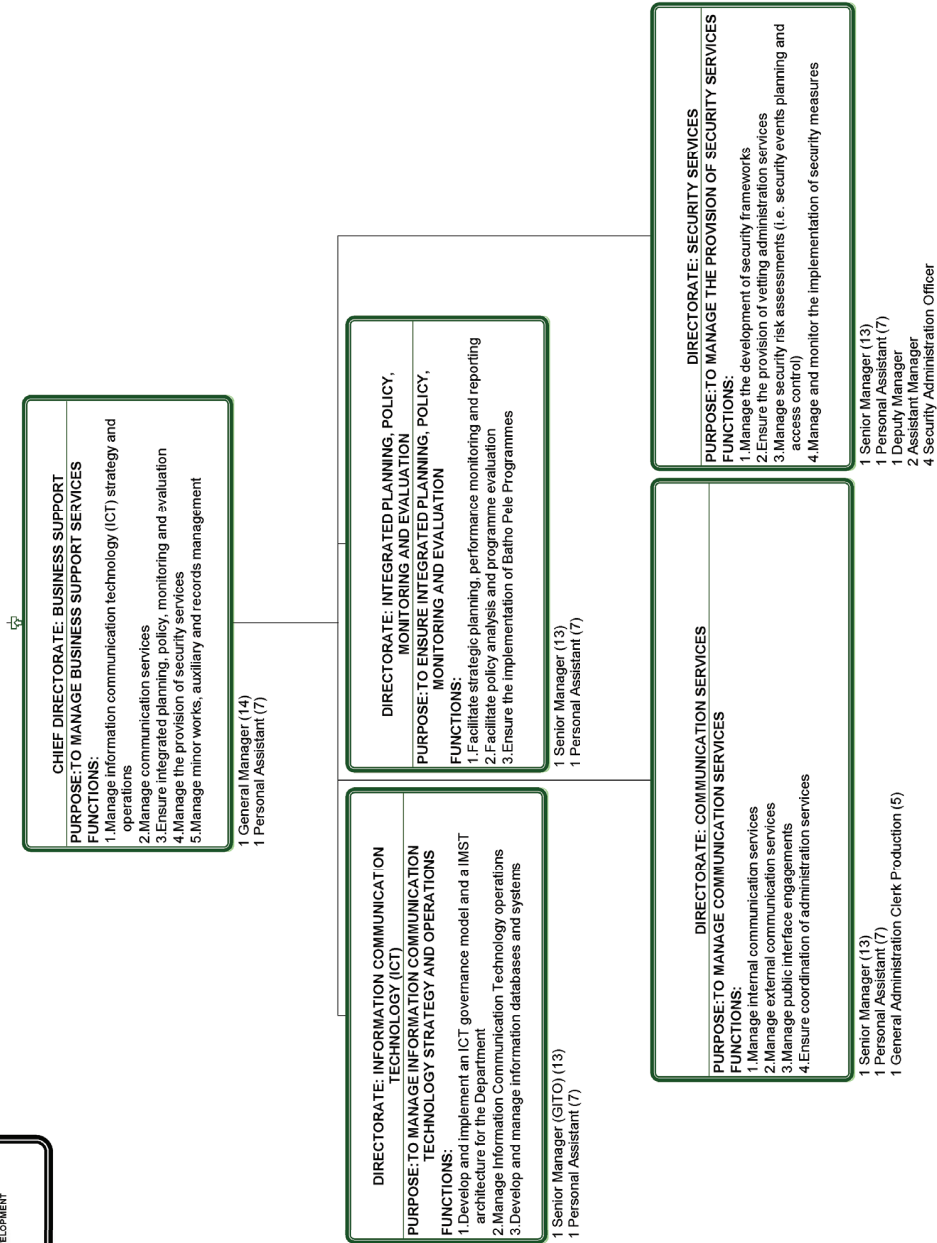 ELOPMENT
CHIEF DIRECTORATE: BUSINESS SUPPORT
PURPOSE:TO MANAGE BUSINESS SUPPORT SERVICES
FUNCTIONS:
1.Manage information communication technology (ICT) strategy and
operations
2.Manage communication services
3.Ensure integrated planning, policy, monitoring and evaluation
4.Manage the provision of security services
5.Manage minor works, auxiliary and records management
1 General Manager (14)
1 Personal Assistant (7)
DIRECTORATE: INFORMATION COMMUNICATION
TECHNOLOGY (ICT)
PURPOSE:TO MANAGE INFORMATION COMMUNICATION
TECHNOLOGY STRATEGY AND OPERATIONS
FUNCTIONS:
1.Develop and implement an ICT governance model and a IMST
architecture for the Department
2.Manage Information Communication Technology operations
3.Develop and manage information databases and systems
1 Senior Manager (GITO) (13)
1 Personal Assistant (7)
DIRECTORATE: INTEGRATED PLANNING, POLICY,
MONITORING AND EVALUATION
PURPOSE:TO ENSURE INTEGRATED PLANNING, POLICY,
MONITORING AND EVALUATION
FUNCTIONS:
1.Facilitate strategic planning, performance monitoring and reporting
2.Facilitate policy analysis and programme evaluation
3.Ensure the implementation of Batho Pele Programmes
1 Senior Manager (13)
1 Personal Assistant (7)
DIRECTORATE: COMMUNICATION SERVICES
PURPOSE:TO MANAGE COMMUNICATION SERVICES
FUNCTIONS:
1.Manage internal communication services
2.Manage external communication services
3.Manage public interface engagements
4.Ensure coordination of administration services
1 Senior Manager (13)
1 Personal Assistant (7)
1 General Administration Clerk Production (5)
DIRECTORATE: SECURITY SERVICES
PURPOSE:TO MANAGE THE PROVISION OF SECURITY SERVICES
FUNCTIONS:
1.Manage the development of security frameworks
2.Ensure the provision of vetting administration services
3.Manage security risk assessments (i.e. security events planning and
access control)
4.Manage and monitor the implementation of security measures
1 Senior Manager (13)
1 Personal Assistant (7)
1 Deputy Manager
2 Assistant Manager
4 Security Administration Officer